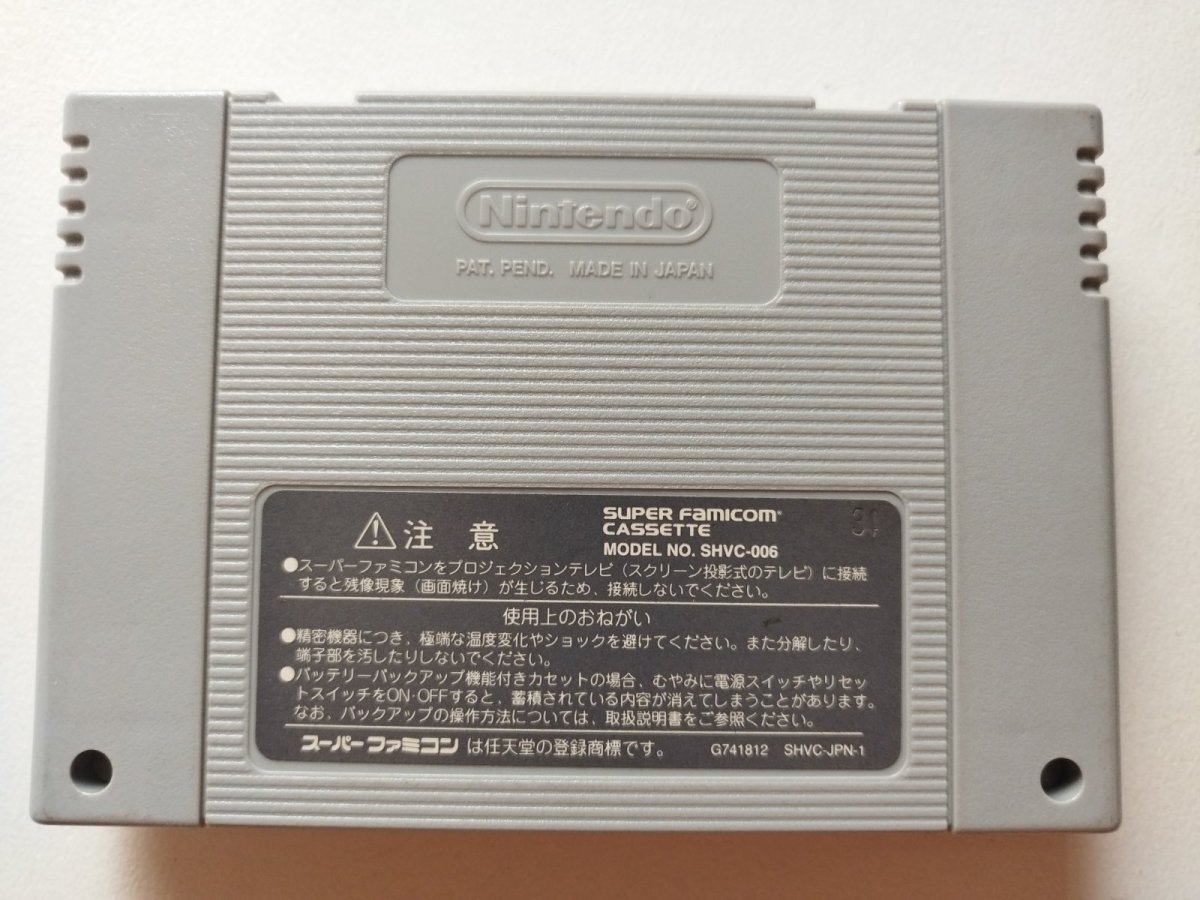 Nintendo®
PAT. PEND. MADE IN JAPAN
注意
SUPER FAMICOM®
CASSETTE
MODEL NO. SHVC-006
●スーパーファミコンをプロジェクションテレビ（スクリーン投影式のテレビ）に接続
すると残像現象（画面焼け）が生じるため、接続しないでください。
使用上のおねがい
●精密機器につき、極端な温度変化やショックを避けてください。また分解したり、
端子部を汚したりしないでください。
●バッテリーバックアップ機能付きカセットの場合、むやみに電源スイッチやリセッ
トスイッチをON·OFFすると、蓄積されている内容が消えてしまうことがあります。
なお、バックアップの操作方法については、取扱説明書をご参照ください。
スーパーファミコンは任天堂の登録商標です。 G741812 SHVC-JPN-1